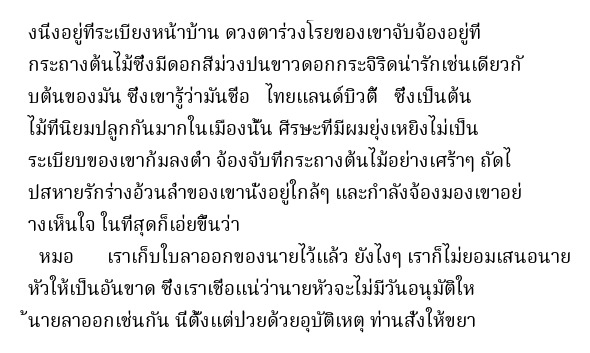 งนึ่งอยู่ที่ระเบียงหน้าบ้าน ดวงตาร่วงโรยของเขาจับจ้องอยู่ที่
กระถางต้นไม้ซึ่งมีดอกสีม่วงปนขาวดอกกระจิริดน่ารักเช่นเดียวกั
บต้นของมัน ซึ่งเขารู้ว่ามันชื่อ ไทยแลนด์บิวตี้ ซึ่งเป็นต้น
ไม้ที่นิยมปลูกกันมากในเมืองนั้น ศีรษะที่มีผมยุ่งเหยิงไม่เป็น
ระเบียบของเขาก้มลงต่ำ จ้องจับที่กระถางต้นไม้อย่างเศร้าๆ ถัดไ
ปสหายรักร่างอ้วนล่ำของเขานั่งอยู่ใกล้ๆ และกำลังจ้องมองเขาอย่
างเห็นใจ ในที่สุดก็เอ่ยขึ้นว่า
หมอ เราเก็บใบลาออกของนายไว้แล้ว ยังไงๆ เราก็ไม่ยอมเสนอนาย
หัวให้เป็นอันขาด ซึ่งเราเชื่อแน่ว่านายหัวจะไม่มีวันอนุมัติให
้นายลาออกเช่นกัน นี่ตั้งแต่ป่วยด้วยอุบัติเหตุ ท่านสั่งให้ขยา